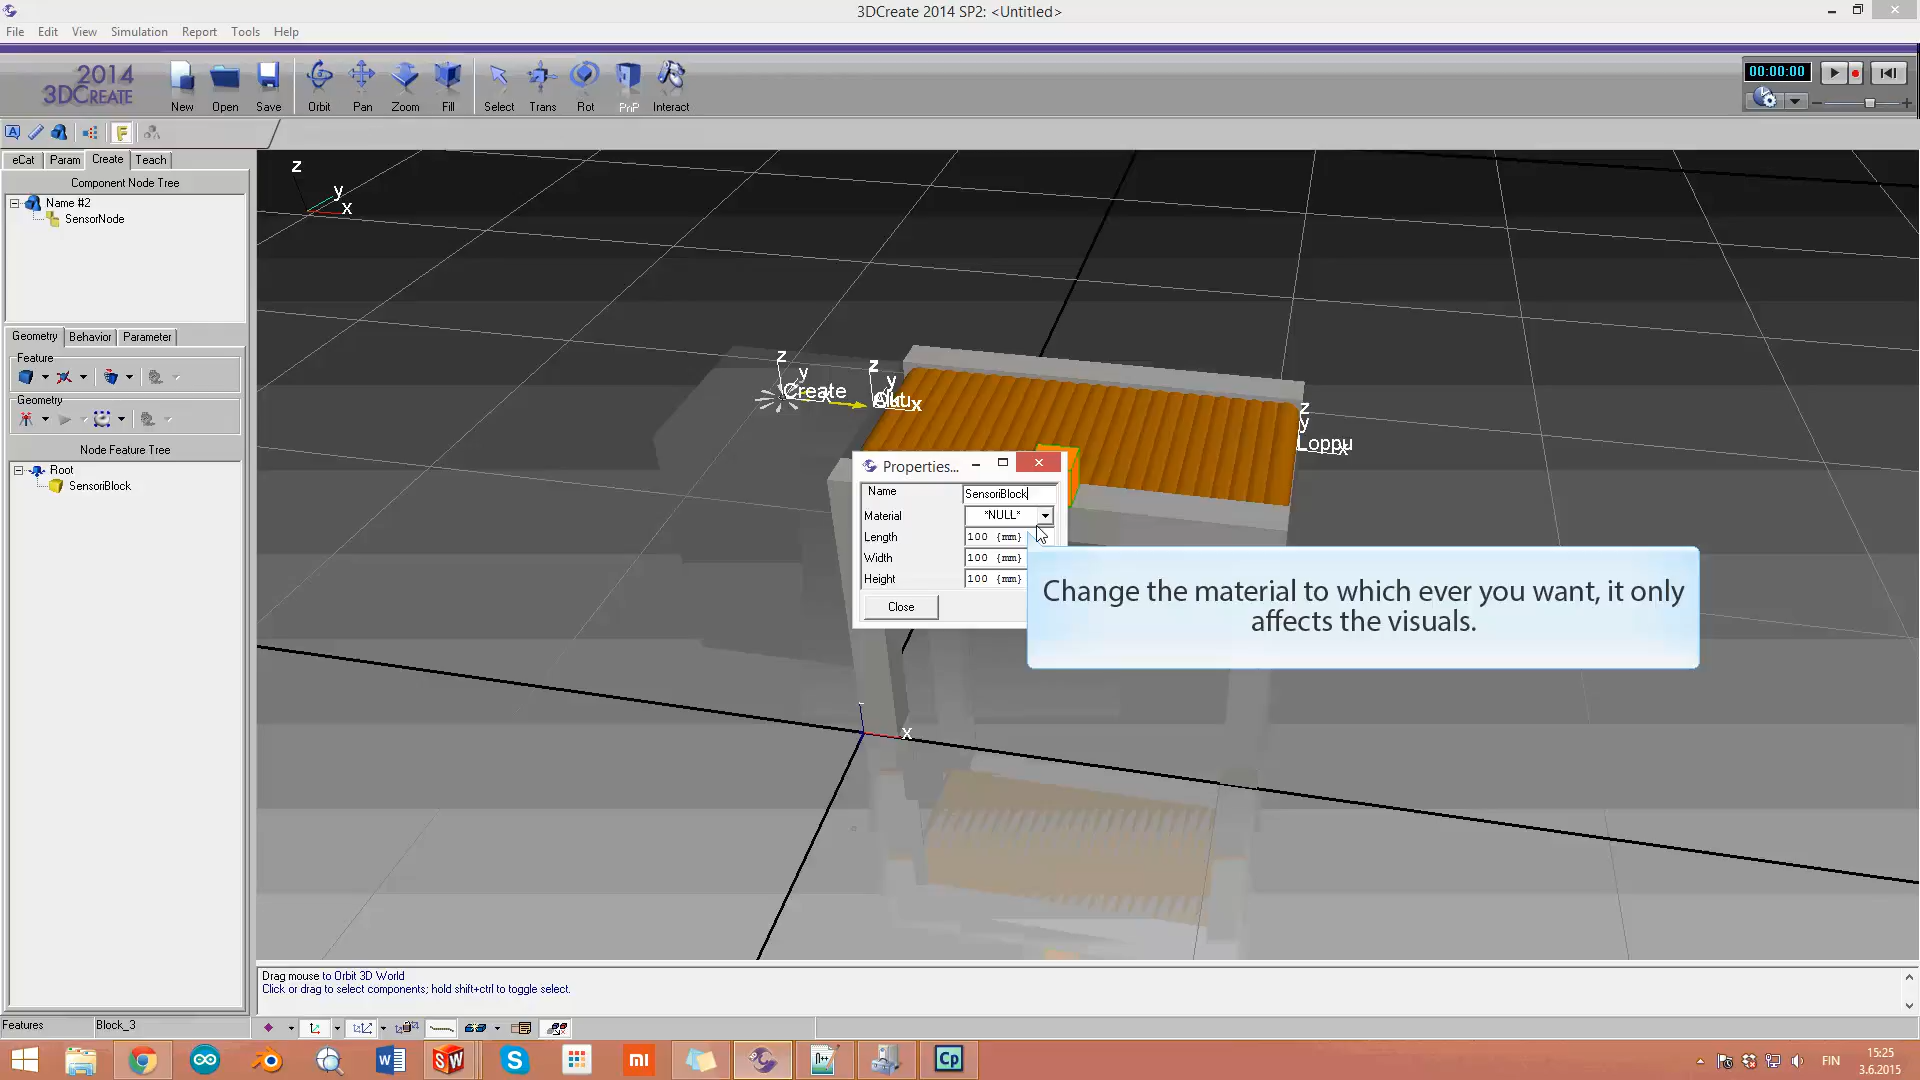 3DCreate 2014 SP2: <Untitled>
File Edit View Simulation Report Tools Help
2014
3DCREATE
New Open Save Orbit Pan Zoom Fill Select Trans Rot PnP Interact
00:00:00
eCat Param Create Teach
Component Node Tree
Name #2
SensorNode
Geometry Behavior Parameter
Feature
Geometry
Node Feature Tree
Root
SensoriBlock
z
y
x
z
y
Create
x
z
y
x
z
y
Loppu
x
x
Properties...
Name SensoriBlock
Material *NULL*
Length 100 {mm}
Width 100 {mm}
Height 100 {mm}
Close
Change the material to which ever you want, it only
affects the visuals.
Drag mouse to Orbit 3D World
Click or drag to select components; hold shift+ctrl to toggle select.
Features Block_3
FIN
15:25
3.6.2015